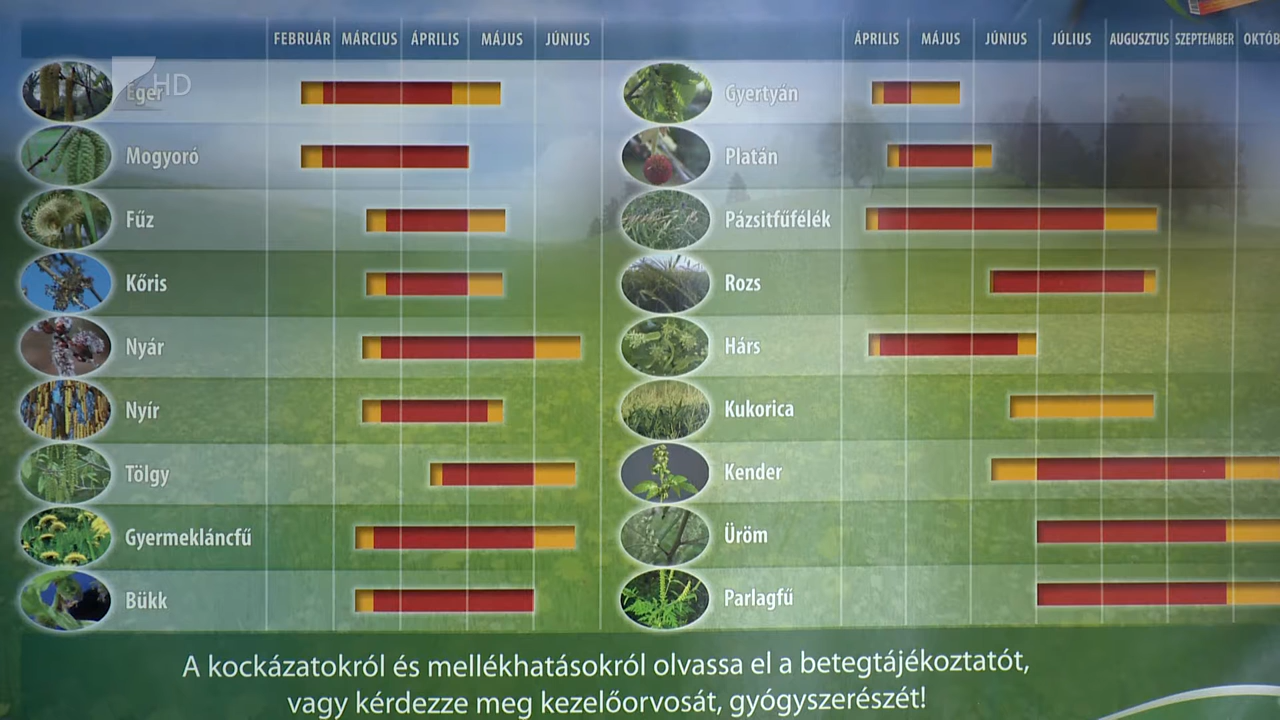 FEBRUÁR MÁRCIUS ÁPRILIS MÁJUS JÚNIUS
ÁPRILIS MÁJUS JÚNIUS JÚLIUS AUGUSZTUS SZEPTEMBER OKTÓB
HD
Éger
Mogyoró
Fűz
Kőris
Nyár
Nyír
Tölgy
Gyermekláncfű
Bükk
Gyertyán
Platán
Pázsitfűfélék
Rozs
Hárs
Kukorica
Kender
Üröm
Parlagfű
A kockázatokról és mellékhatásokról olvassa el a betegtájékoztatót,
vagy kérdezze meg kezelőorvosát, gyógyszerészét!